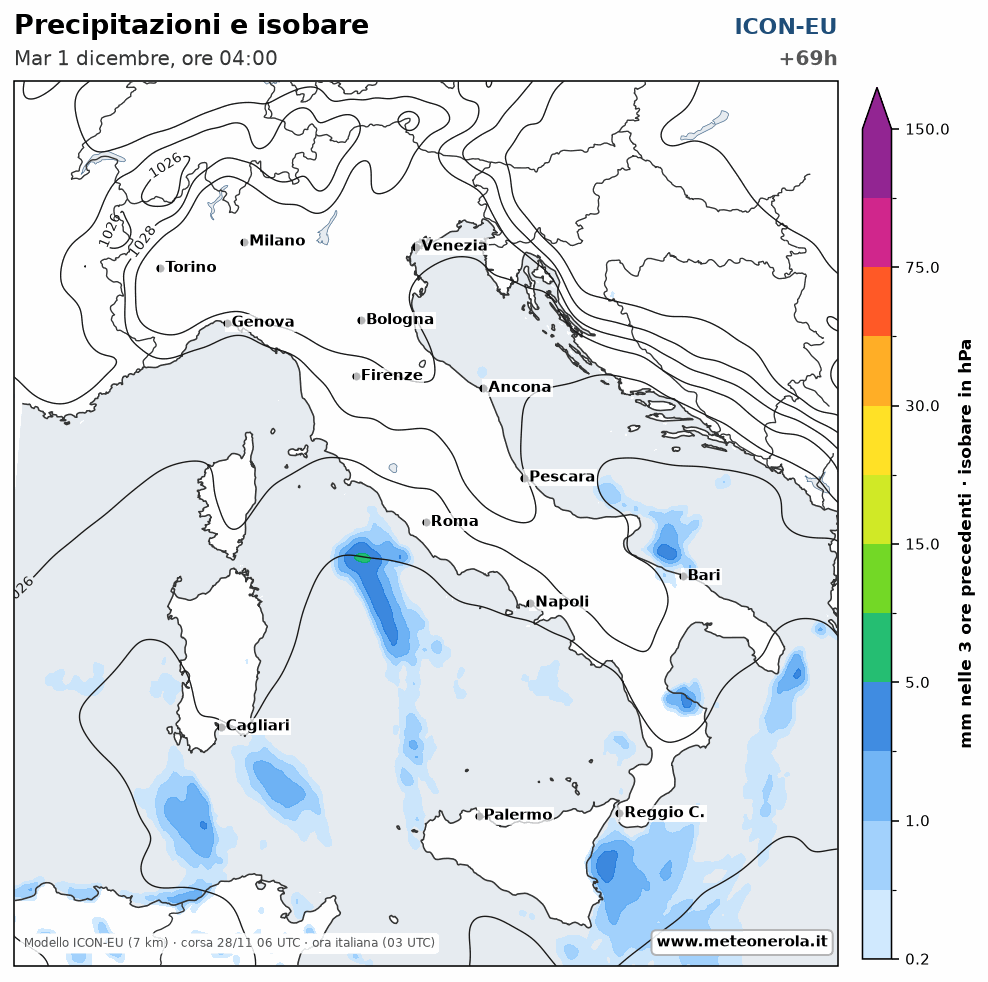 Precipitazioni e isobare
ICON-EU
Mar 1 dicembre, ore 04:00
+69h
150.0
1026
1026
1028
Milano
Venezia
Torino
75.0
Genova
Bologna
Firenze
Ancona
30.0
Pescara
Roma
15.0
026
Bari
Napoli
5.0
Cagliari
Palermo
Reggio C.
1.0
mm nelle 3 ore precedenti · isobare in hPa
Modello ICON-EU (7 km) · corsa 28/11 06 UTC · ora italiana (03 UTC)
www.meteonerola.it
0.2